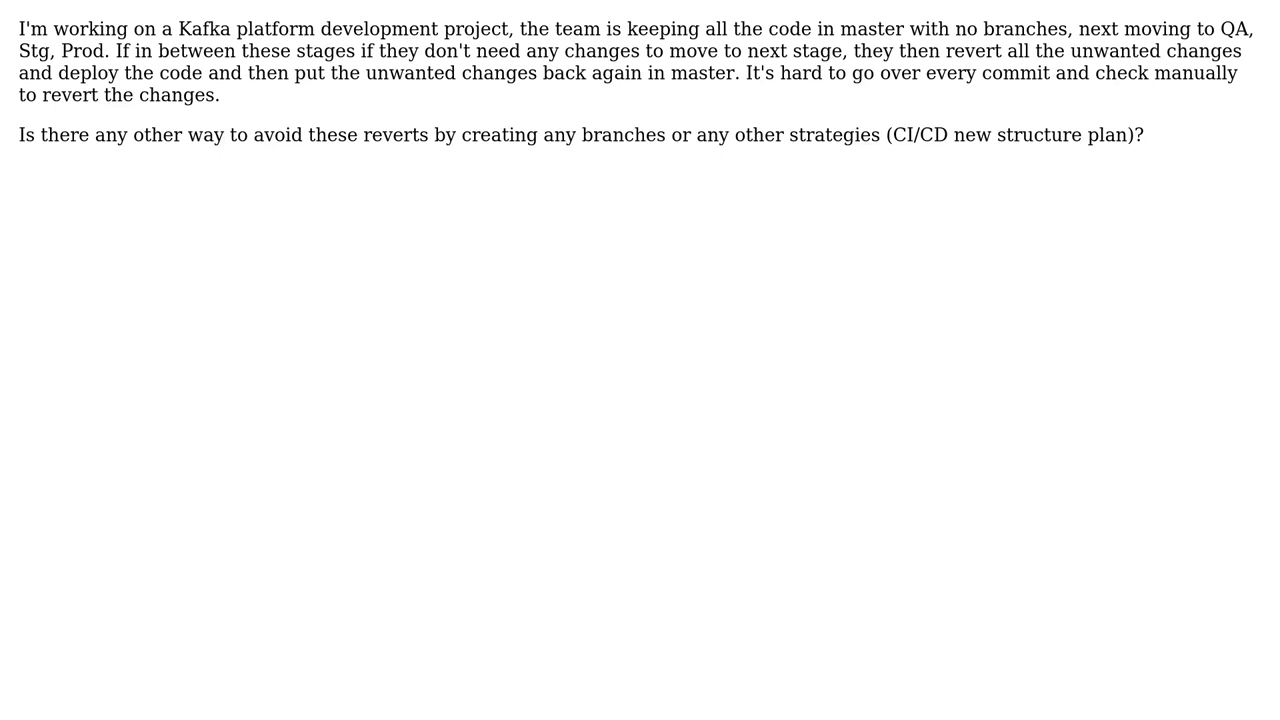 I'm working on a Kafka platform development project, the team is keeping all the code in master with no branches, next moving to QA,
Stg, Prod. If in between these stages if they don't need any changes to move to next stage, they then revert all the unwanted changes
and deploy the code and then put the unwanted changes back again in master. It's hard to go over every commit and check manually
to revert the changes.
Is there any other way to avoid these reverts by creating any branches or any other strategies (CI/CD new structure plan)?